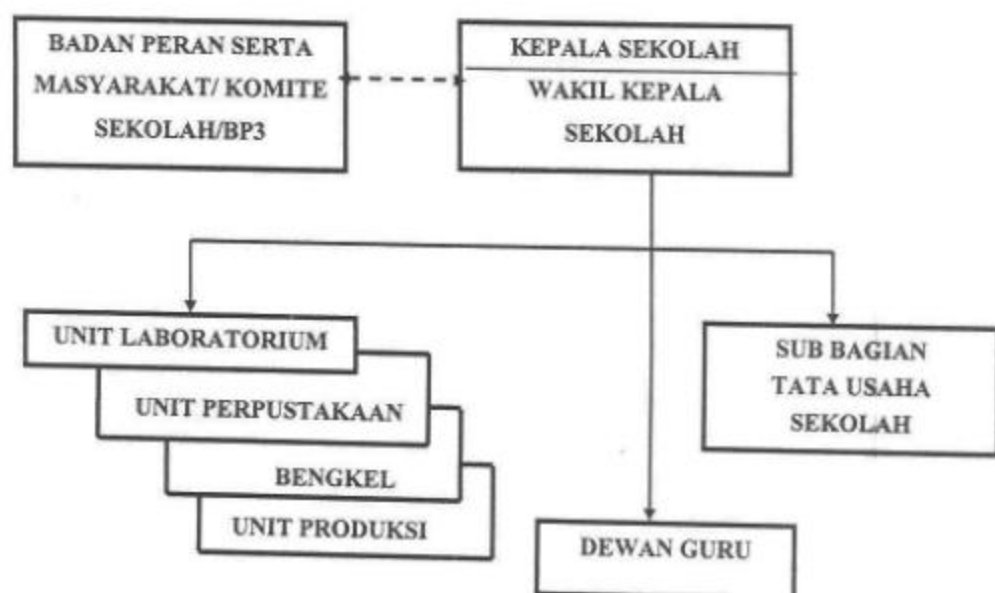 BADAN PERAN SERTA
MASYARAKAT/ KOMITE
SEKOLAH/BP3
KEPALA SEKOLAH
WAKIL KEPALA
SEKOLAH
UNIT LABORATORIUM
UNIT PERPUSTAKAAN
BENGKEL
UNIT PRODUKSI
SUB BAGIAN
TATA USAHA
SEKOLAH
DEWAN GURU